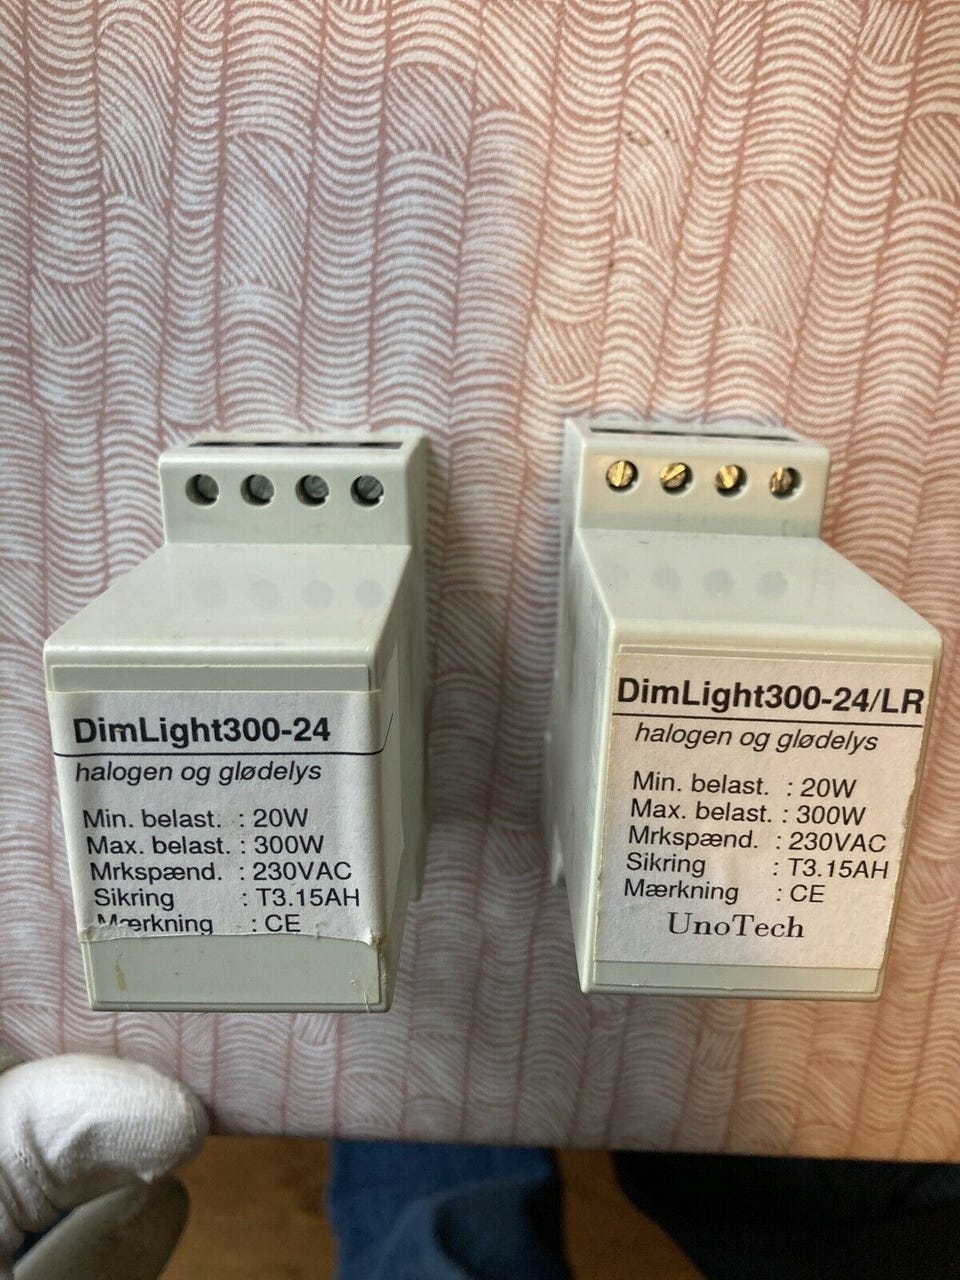 DimLight300-24
halogen og glødelys
Min. belast. : 20W
Max. belast. : 300W
Mrkspænd. : 230VAC
Sikring : T3.15AH
Mærkning : CE
DimLight300-24/LR
halogen og glødelys
Min. belast. : 20W
Max. belast. : 300W
Mrkspænd. : 230VAC
Sikring : T3.15AH
Mærkning : CE
UnoTech